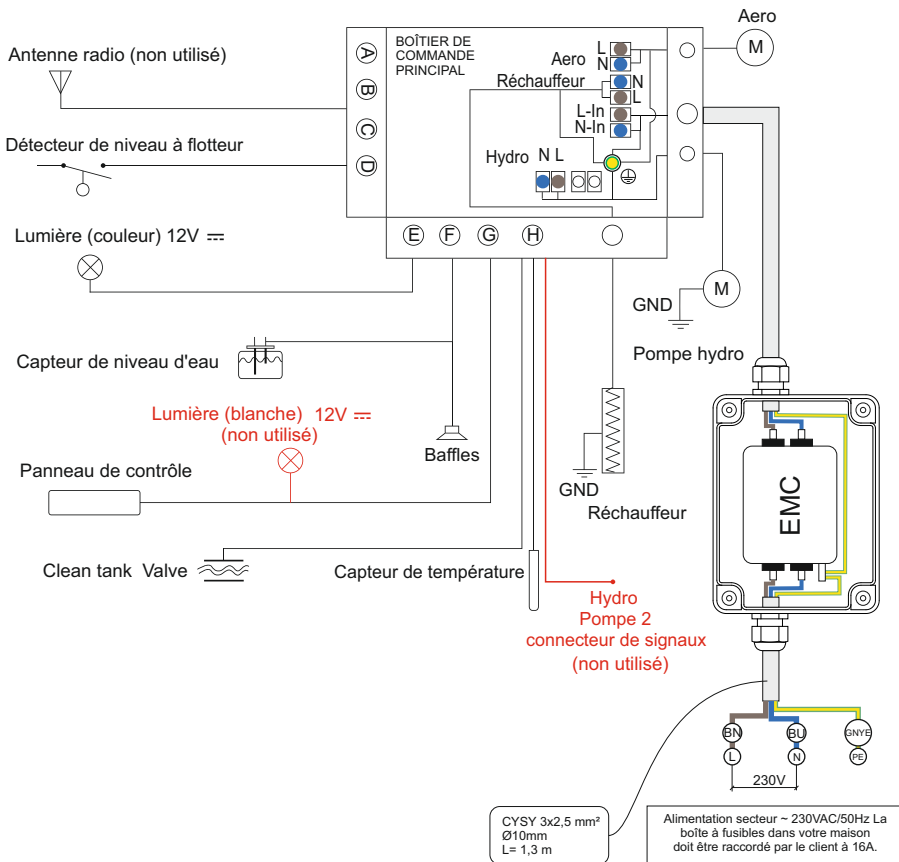 Aero
M
BOÎTIER DE
COMMANDE
PRINCIPAL
A
B
C
D
L
Aero N
Réchauffeur N
L
L-In
N-In
Hydro N L
Antenne radio (non utilisé)
Détecteur de niveau à flotteur
E F G H
Lumière (couleur) 12V
M
GND
Pompe hydro
Capteur de niveau d'eau
Lumière (blanche) 12V
(non utilisé)
Baffles
Panneau de contrôle
GND
Réchauffeur
EMC
Clean tank Valve
Capteur de température
Hydro
Pompe 2
connecteur de signaux
(non utilisé)
BN BU GNYE
L N PE
230V
CYSY 3x2,5 mm²
Ø10mm
L= 1,3 m
Alimentation secteur ~ 230VAC/50Hz La
boîte à fusibles dans votre maison
doit être raccordé par le client à 16A.